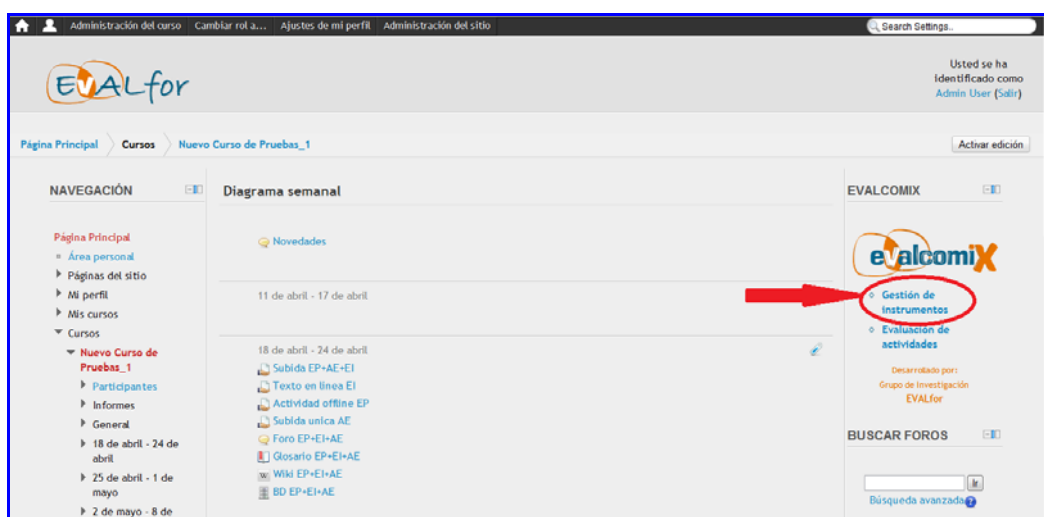 Administración del curso Cambiar rol a... Ajustes de mi perfil Administración del sitio Search Settings..
EvALfor
Usted se ha
identificado como
Admin User (Salir)
Página Principal Cursos Nuevo Curso de Pruebas_1 Activar edición
NAVEGACIÓN
Página Principal
Área personal
Páginas del sitio
Mi perfil
Mis cursos
Cursos
Nuevo Curso de
Pruebas_1
Participantes
Informes
General
18 de abril - 24 de
abril
25 de abril - 1 de
mayo
2 de mayo - 8 de
Diagrama semanal
Novedades
11 de abril - 17 de abril
18 de abril - 24 de abril
Subida EP+AE+EI
Texto en linea EI
Actividad offline EP
Subida unica AE
Foro EP+EI+AE
Glosario EP+EI+AE
Wiki EP+EI+AE
BD EP+EI+AE
EVALCOMIX
evalcomiX
Gestión de
instrumentos
Evaluación de
actividades
Desarrollado por:
Grupo de Investigación
EVALfor
BUSCAR FOROS
Ir
Búsqueda avanzada